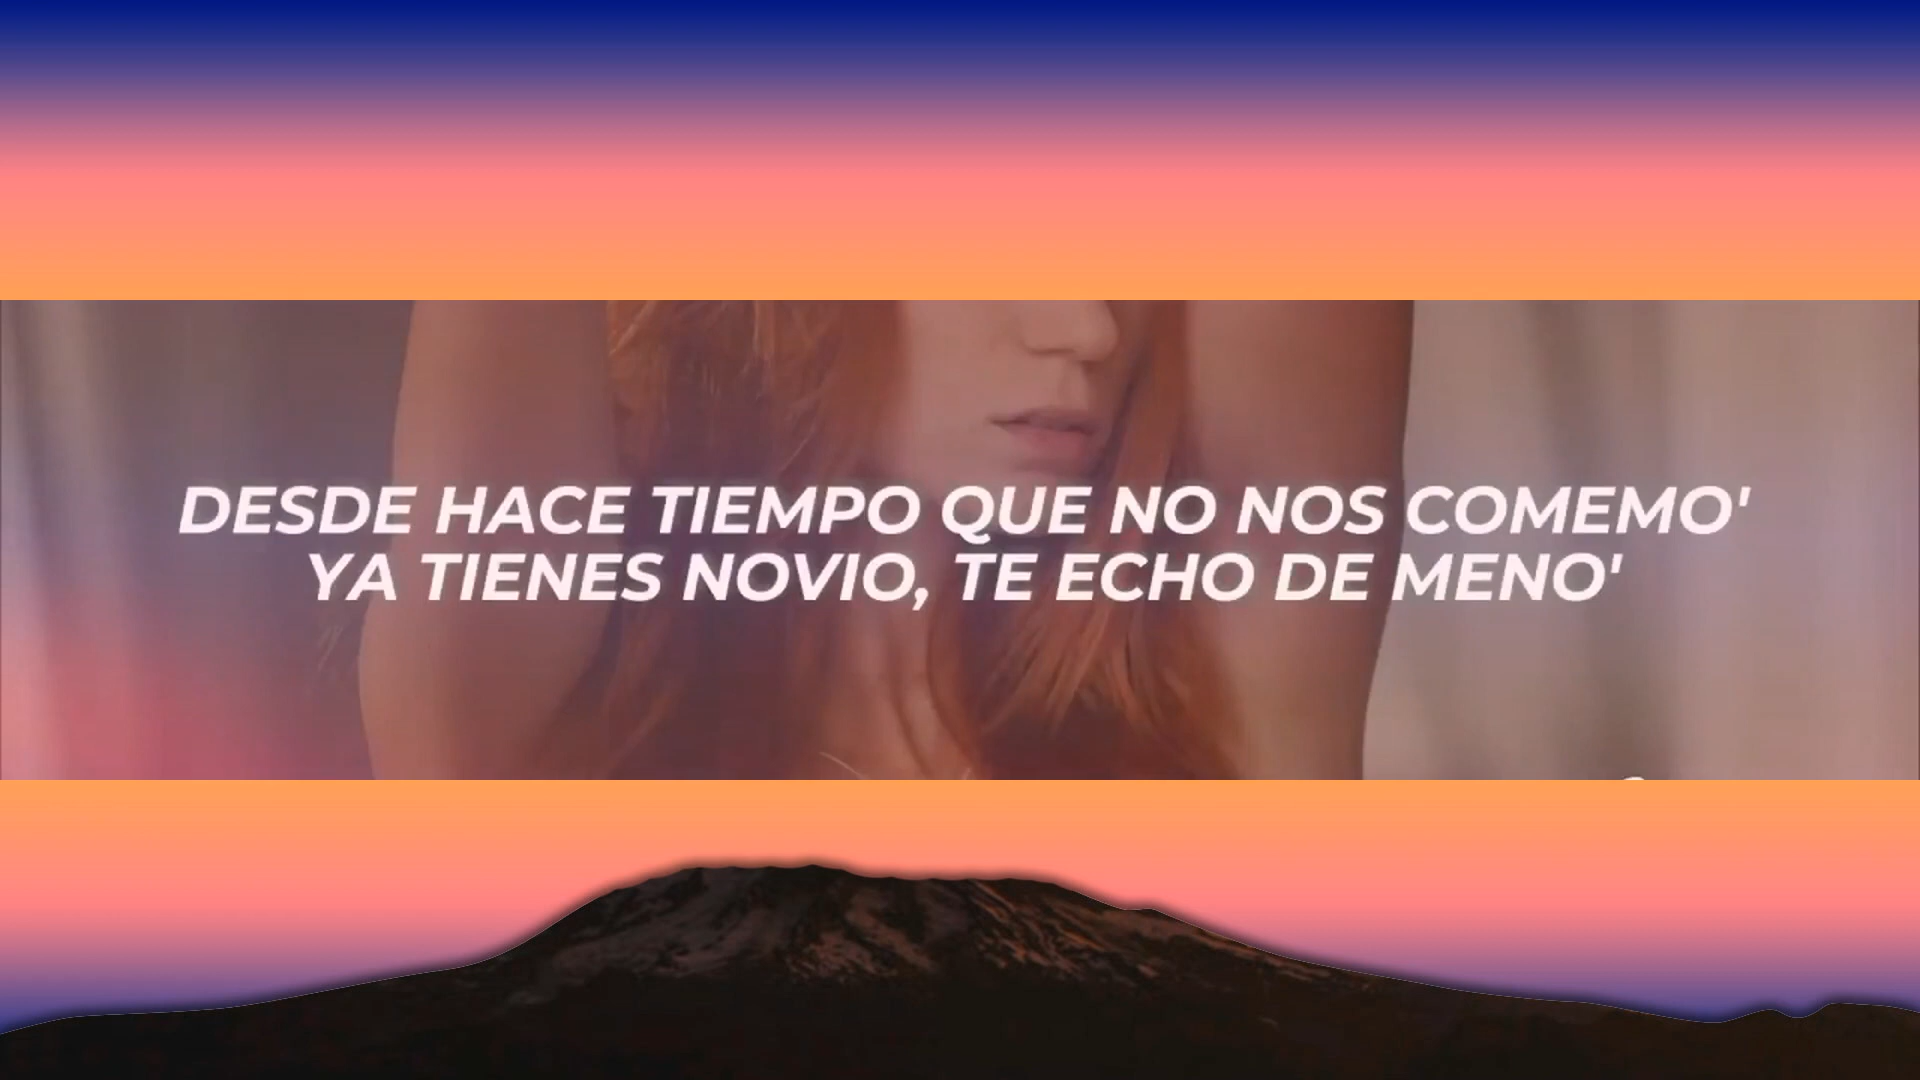 DESDE HACE TIEMPO QUE NO NOS COMEMO'
YA TIENES NOVIO, TE ECHO DE MENO'